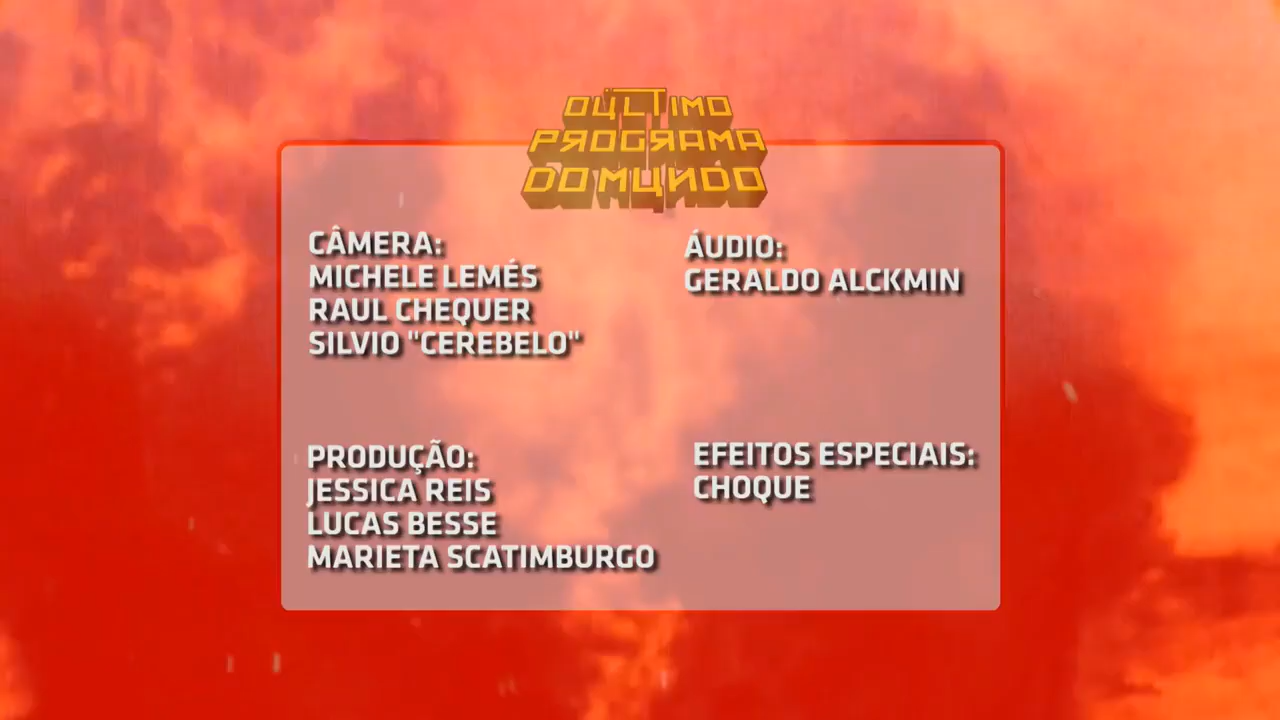 O ÚLTIMO
PROGRAMA
DO MUNDO
CÂMERA:
MICHELE LEMÉS
RAUL CHEQUER
SILVIO "CEREBELO"
ÁUDIO:
GERALDO ALCKMIN
PRODUÇÃO:
JESSICA REIS
LUCAS BESSE
MARIETA SCATIMBURGO
EFEITOS ESPECIAIS:
CHOQUE